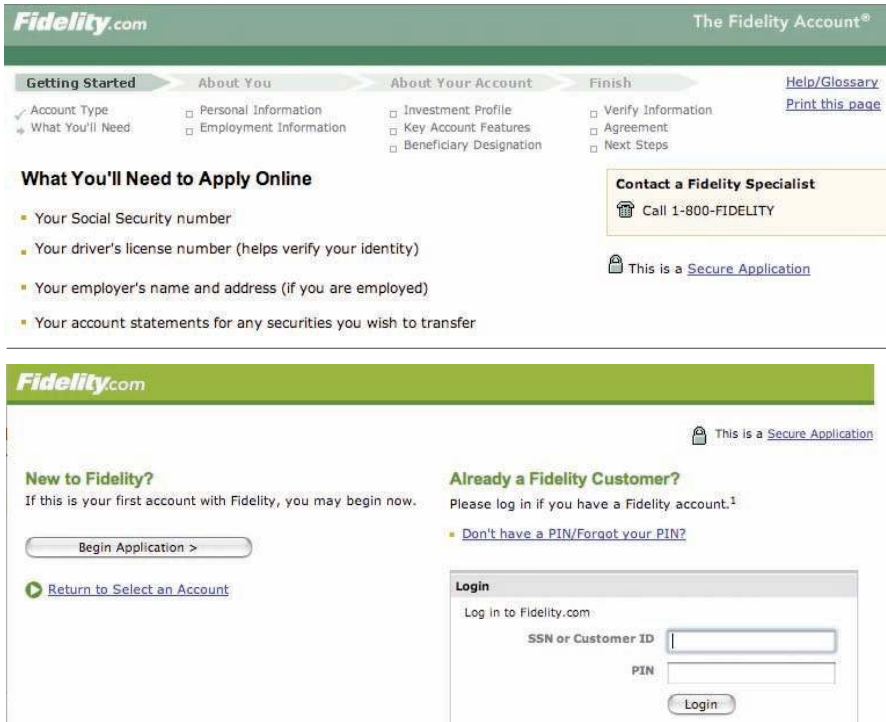 Fidelity.com The Fidelity Account®
Getting Started About You About Your Account Finish Help/Glossary
Account Type Personal Information Investment Profile Verify Information Print this page
What You'll Need Employment Information Key Account Features Agreement
Beneficiary Designation Next Steps
What You'll Need to Apply Online
Your Social Security number
Your driver's license number (helps verify your identity)
Your employer's name and address (if you are employed)
Your account statements for any securities you wish to transfer
Contact a Fidelity Specialist
Call 1-800-FIDELITY
This is a Secure Application
Fidelity.com
This is a Secure Application
New to Fidelity?
If this is your first account with Fidelity, you may begin now.
Begin Application >
Return to Select an Account
Already a Fidelity Customer?
Please log in if you have a Fidelity account.1
Don't have a PIN/Forgot your PIN?
Login
Log in to Fidelity.com
SSN or Customer ID
PIN
Login